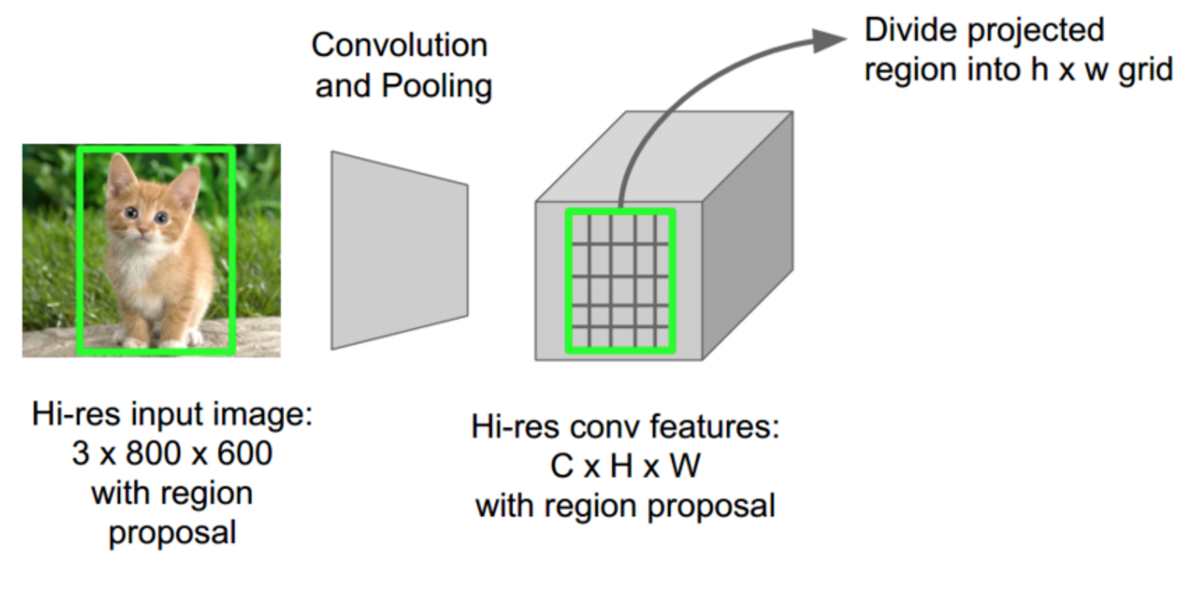 Convolution
and Pooling
Divide projected
region into h x w grid
Hi-res input image:
3 x 800 x 600
with region
proposal
Hi-res conv features:
C x H x W
with region proposal